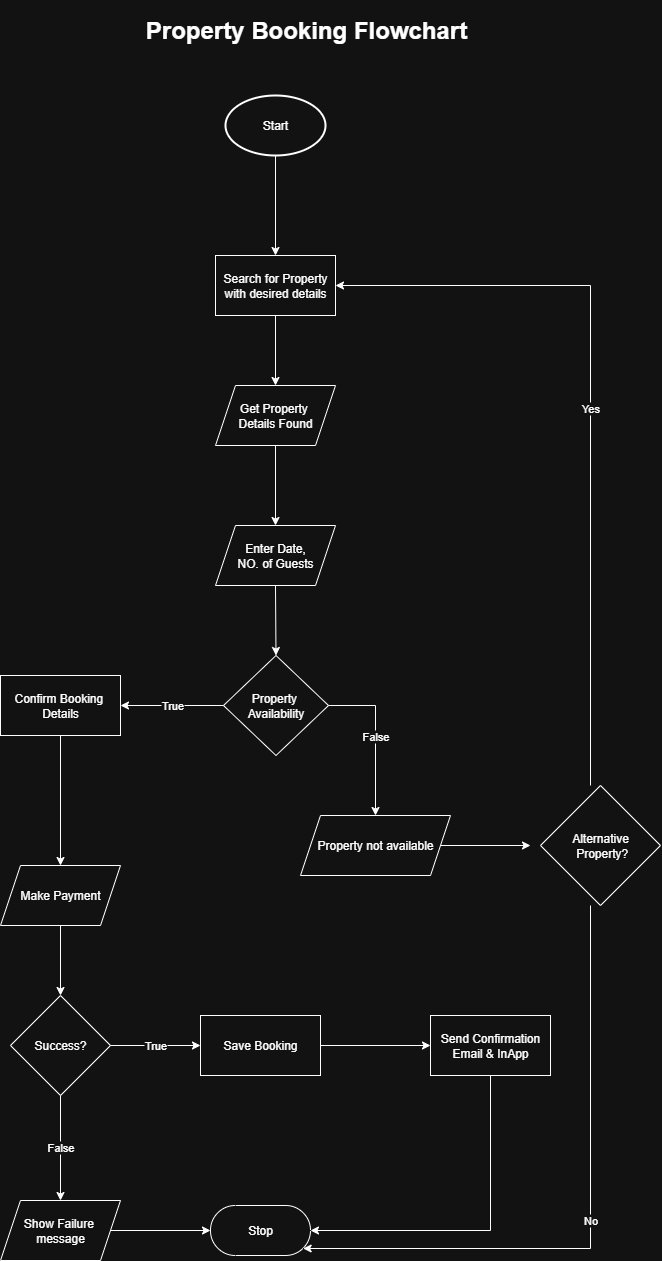 Property Booking Flowchart
Start
Search for Property
with desired details
Get Property
Details Found
Yes
Enter Date,
NO. of Guests
Property
Availability
True
Confirm Booking
Details
False
Property not available
Alternative
Property?
Make Payment
Success?
True
Save Booking
Send Confirmation
Email & InApp
False
Show Failure
message
Stop
No